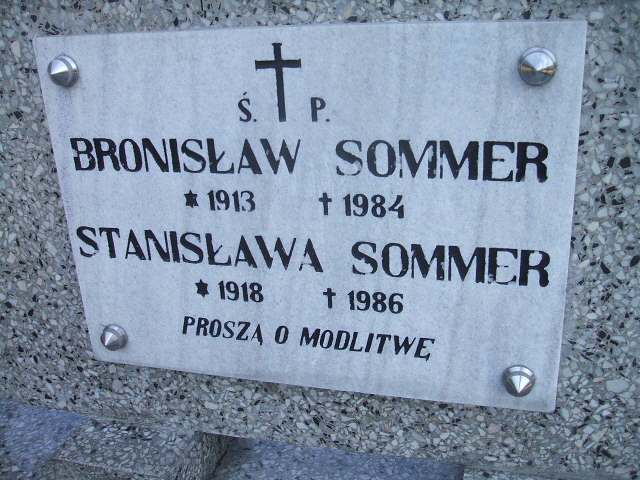 Ś. P.
BRONISŁAW SOMMER
* 1913 † 1984
STANISŁAWA SOMMER
* 1918 † 1986
PROSZĄ O MODLITWĘ